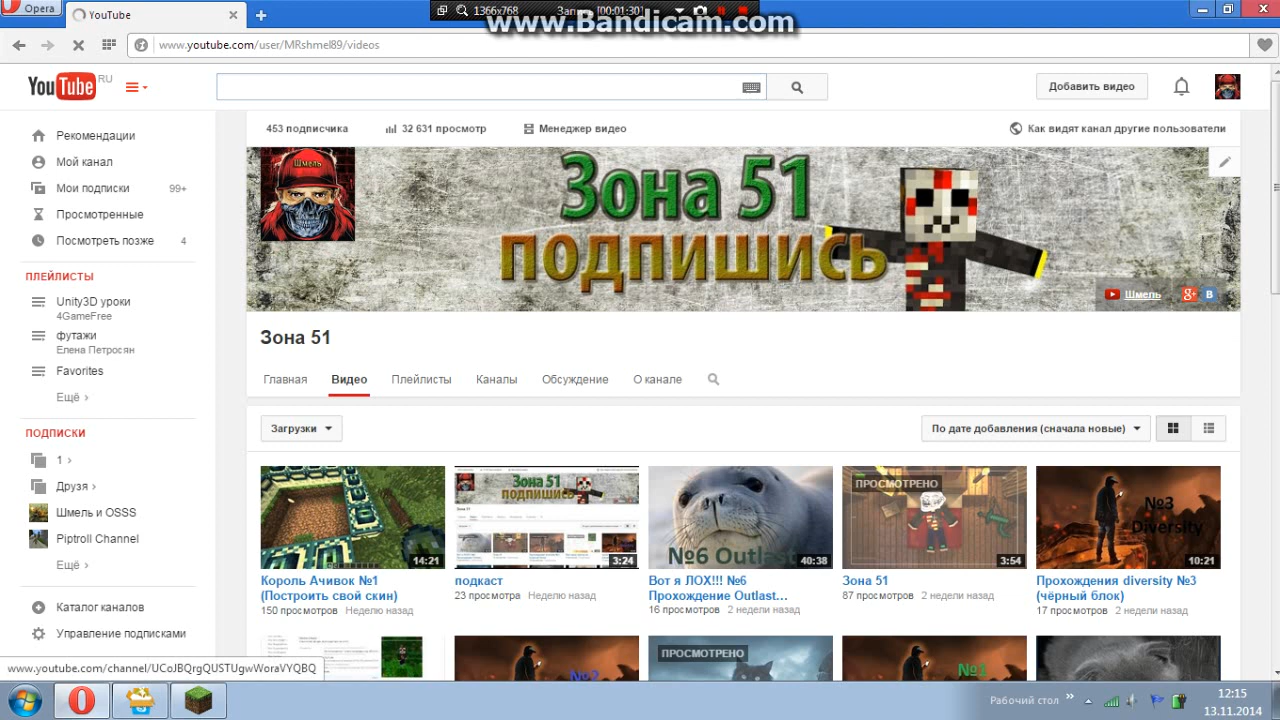 Opera
YouTube
1366x768
Запись [00:01:30]
www.Bandicam.com
www.youtube.com/user/MRshmel89/videos
YouTube RU
Добавить видео
453 подписчика
32 631 просмотр
Менеджер видео
Как видят канал другие пользователи
Шмель
Зона 51
подпишись
Шмель
g+
B
Зона 51
Главная
Видео
Плейлисты
Каналы
Обсуждение
О канале
Загрузки
По дате добавления (сначала новые)
Рекомендации
Мой канал
Мои подписки 99+
Просмотренные
Посмотреть позже 4
ПЛЕЙЛИСТЫ
Unity3D уроки
4GameFree
футажи
Елена Петросян
Favorites
Ещё ›
ПОДПИСКИ
1 ›
Друзя ›
Шмель и OSSS
Piptroll Channel
Ещё ›
Каталог каналов
Управление подписками
14:21
Король Ачивок №1
(Построить свой скин)
150 просмотров Неделю назад
Зона 51
подпишись
3:24
подкаст
23 просмотра Неделю назад
№6 Outlast
40:38
Вот я ЛОХ!!! №6
Прохождение Outlast...
16 просмотров 2 недели назад
ПРОСМОТРЕНО
3:54
Зона 51
87 просмотров 2 недели назад
№3
Diversity
10:21
Прохождения diversity №3
(чёрный блок)
17 просмотров 2 недели назад
№2
ПРОСМОТРЕНО
№1
www.youtube.com/channel/UCoJBQrgQUSTUgwWoraVYQBQ
Рабочий стол
12:15
13.11.2014